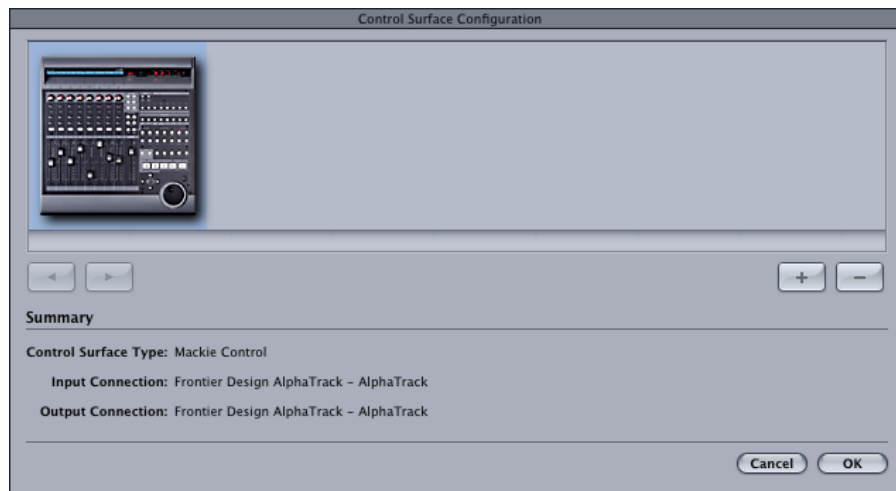 Control Surface Configuration
Summary
Control Surface Type: Mackie Control
Input Connection: Frontier Design AlphaTrack – AlphaTrack
Output Connection: Frontier Design AlphaTrack – AlphaTrack
Cancel OK